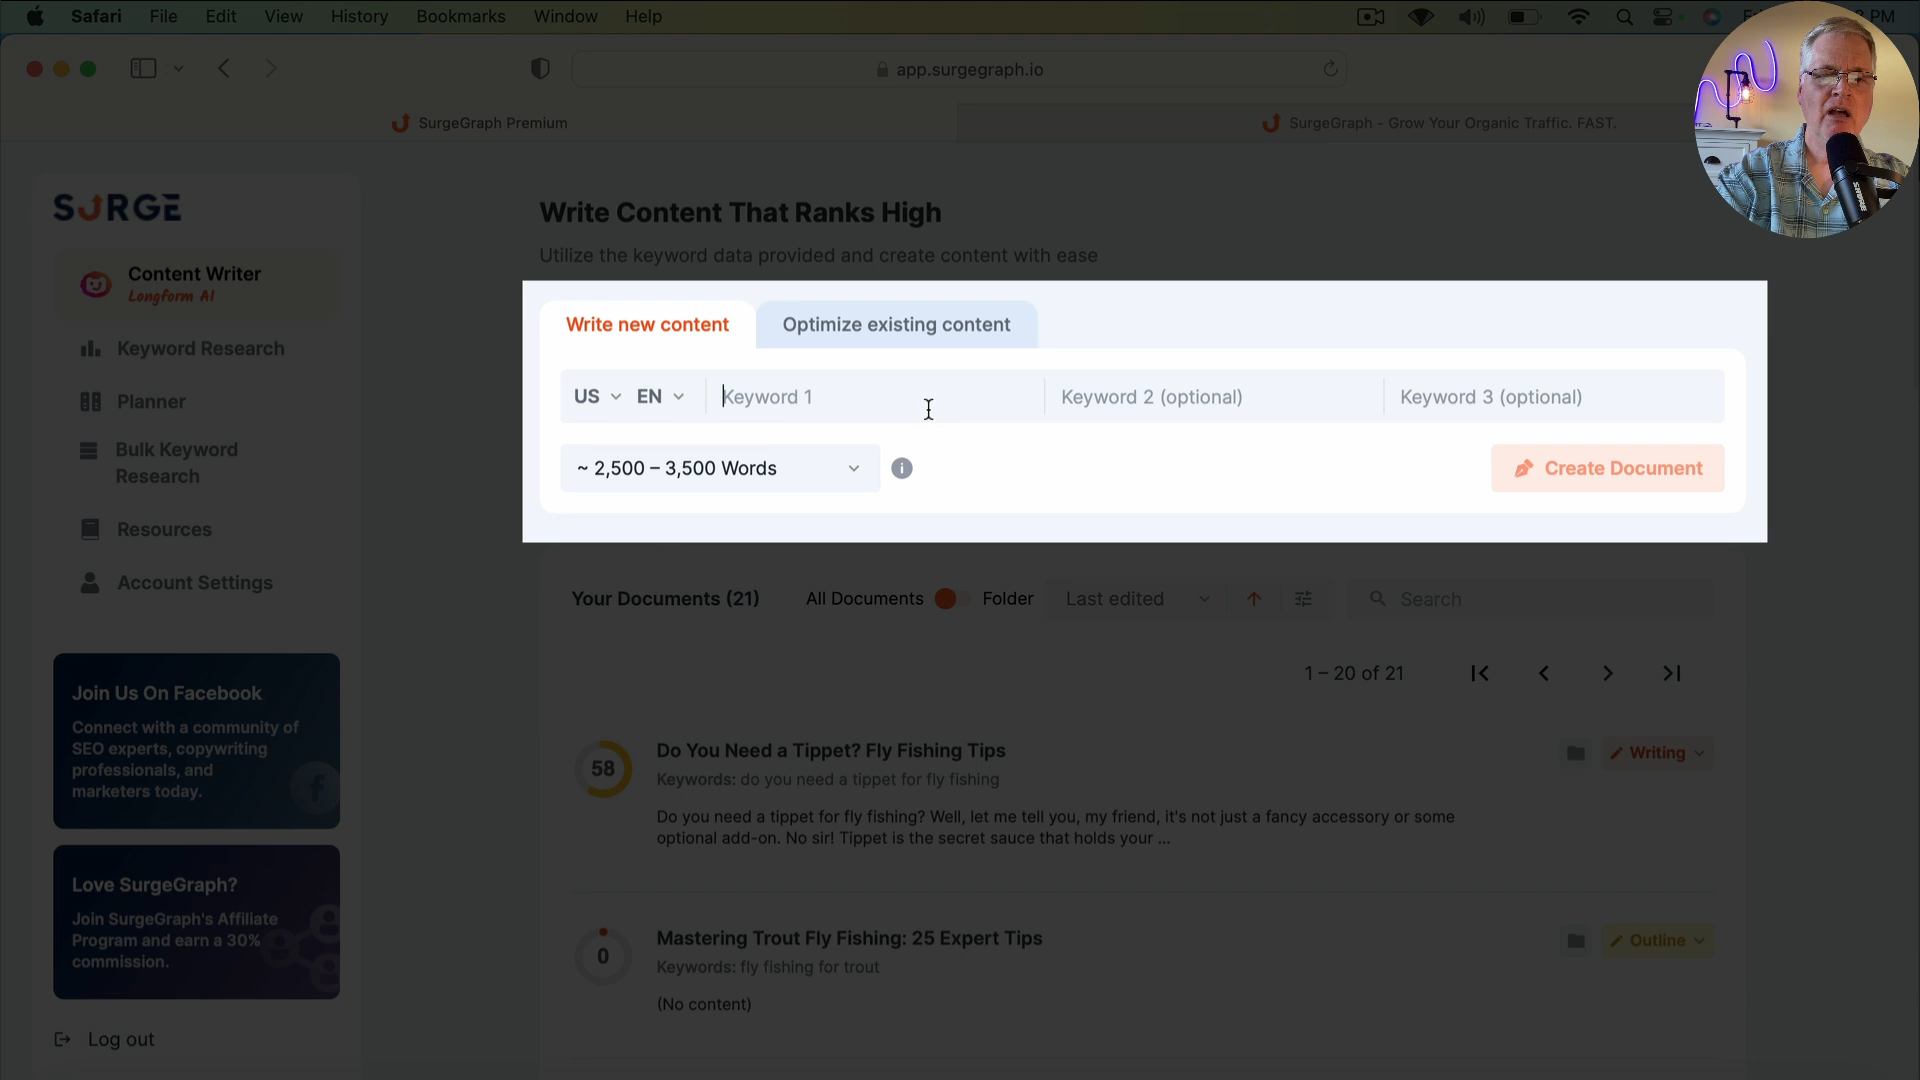 Safari File Edit View History Bookmarks Window Help PM
app.surgegraph.io
SurgeGraph Premium
SurgeGraph - Grow Your Organic Traffic. FAST.
SURGE
Content Writer
Longform AI
Keyword Research
Planner
Bulk Keyword
Research
Resources
Account Settings
Join Us On Facebook
Connect with a community of
SEO experts, copywriting
professionals, and
marketers today.
Love SurgeGraph?
Join SurgeGraph's Affiliate
Program and earn a 30%
commission.
Log out
Write Content That Ranks High
Utilize the keyword data provided and create content with ease
Write new content Optimize existing content
US EN Keyword 1 Keyword 2 (optional) Keyword 3 (optional)
~ 2,500 – 3,500 Words Create Document
Your Documents (21) All Documents Folder Last edited Search
1 – 20 of 21
58
Do You Need a Tippet? Fly Fishing Tips
Writing
Keywords: do you need a tippet for fly fishing
Do you need a tippet for fly fishing? Well, let me tell you, my friend, it's not just a fancy accessory or some
optional add-on. No sir! Tippet is the secret sauce that holds your ...
0
Mastering Trout Fly Fishing: 25 Expert Tips
Outline
Keywords: fly fishing for trout
(No content)
SHURE